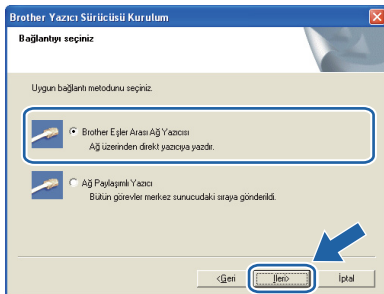 Brother Yazıcı Sürücüsü Kurulum
Bağlantıyı seçiniz
Uygun bağlantı metodunu seçiniz.
Brother Eşler Arası Ağ Yazıcısı
Ağ üzerinden direkt yazıcıya yazdır.
Ağ Paylaşımlı Yazıcı
Bütün görevler merkez sunucudaki sıraya gönderildi.
<Geri
İleri>
İptal